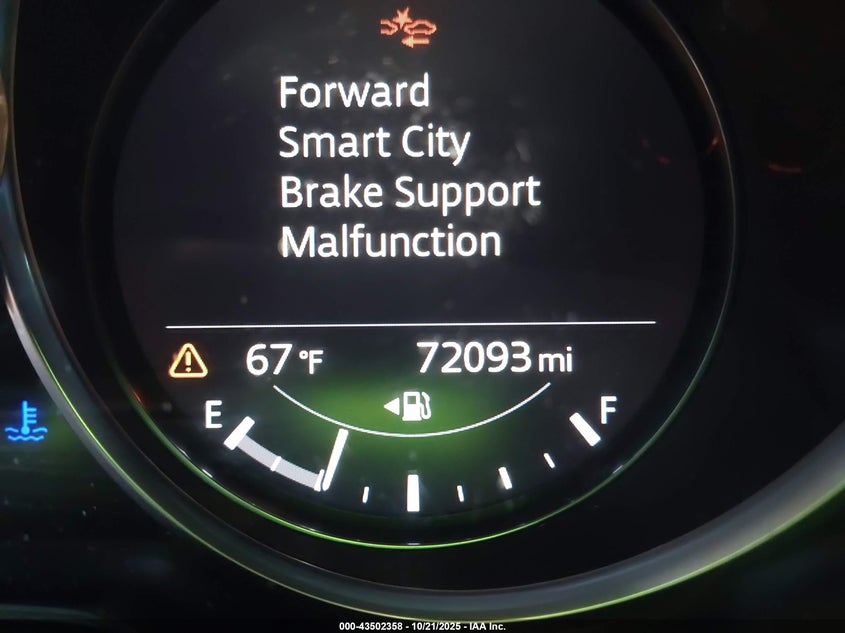 Forward
Smart City
Brake Support
Malfunction
67 °F 72093 mi
E F
000-43502358 - 10/21/2025 - IAA Inc.